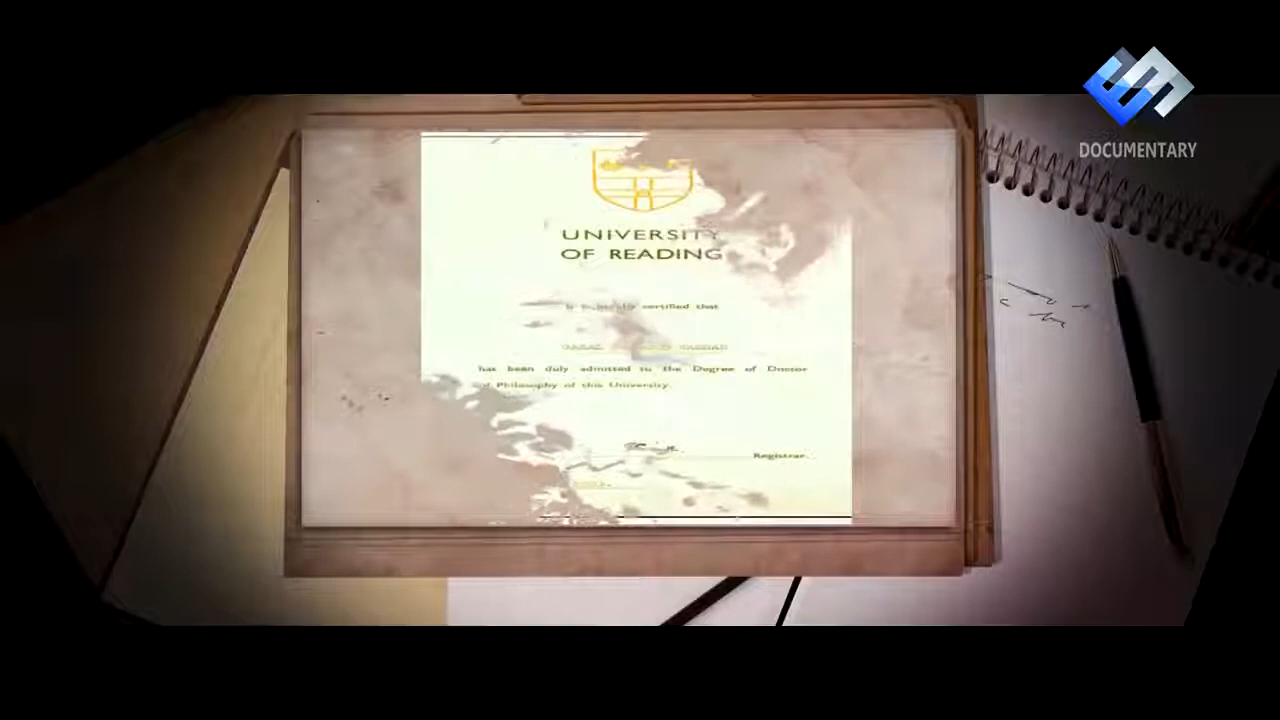 DOCUMENTARY
UNIVERSITY
OF READING
certified that
has been duly admitted to the Degree of Doctor
of Philosophy of this University.
Registrar.